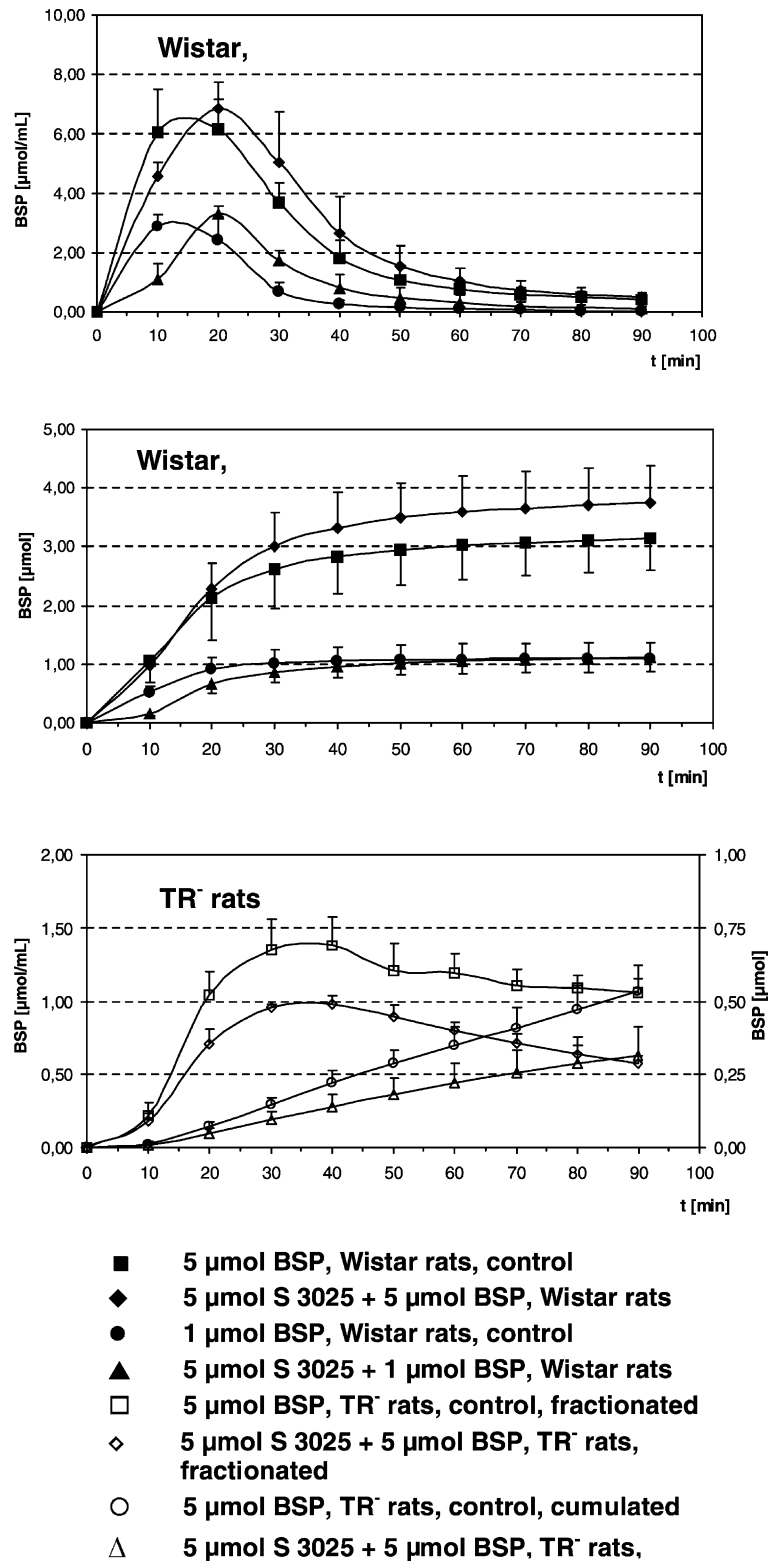 10,00
Wistar,
8,00
6,00
4,00
2,00
0,00
BSP [µmol/mL]
0 10 20 30 40 50 60 70 80 90 100
t [min]
5,00
Wistar,
4,00
3,00
2,00
1,00
0,00
BSP [µmol]
0 10 20 30 40 50 60 70 80 90 100
t [min]
2,00 1,00
TR⁻ rats
1,50 0,75
1,00 0,50
0,50 0,25
0,00 0,00
BSP [µmol/mL]
BSP [µmol]
0 10 20 30 40 50 60 70 80 90 100
t [min]
5 µmol BSP, Wistar rats, control
5 µmol S 3025 + 5 µmol BSP, Wistar rats
1 µmol BSP, Wistar rats, control
5 µmol S 3025 + 1 µmol BSP, Wistar rats
5 µmol BSP, TR⁻ rats, control, fractionated
5 µmol S 3025 + 5 µmol BSP, TR⁻ rats,
fractionated
5 µmol BSP, TR⁻ rats, control, cumulated
5 µmol S 3025 + 5 µmol BSP, TR⁻ rats,